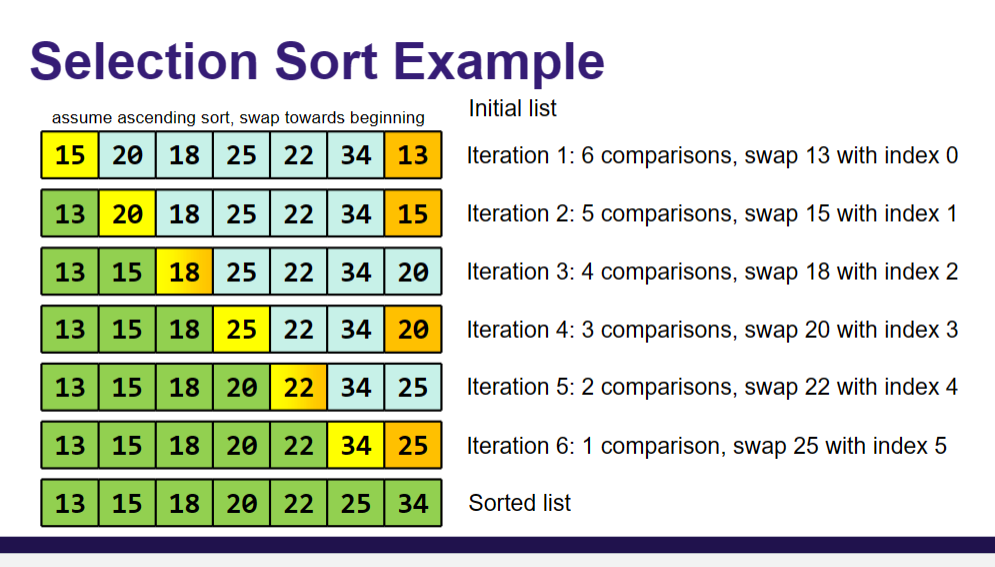 Selection Sort Example
Initial list
assume ascending sort, swap towards beginning
15 20 18 25 22 34 13 Iteration 1: 6 comparisons, swap 13 with index 0
13 20 18 25 22 34 15 Iteration 2: 5 comparisons, swap 15 with index 1
13 15 18 25 22 34 20 Iteration 3: 4 comparisons, swap 18 with index 2
13 15 18 25 22 34 20 Iteration 4: 3 comparisons, swap 20 with index 3
13 15 18 20 22 34 25 Iteration 5: 2 comparisons, swap 22 with index 4
13 15 18 20 22 34 25 Iteration 6: 1 comparison, swap 25 with index 5
13 15 18 20 22 25 34 Sorted list